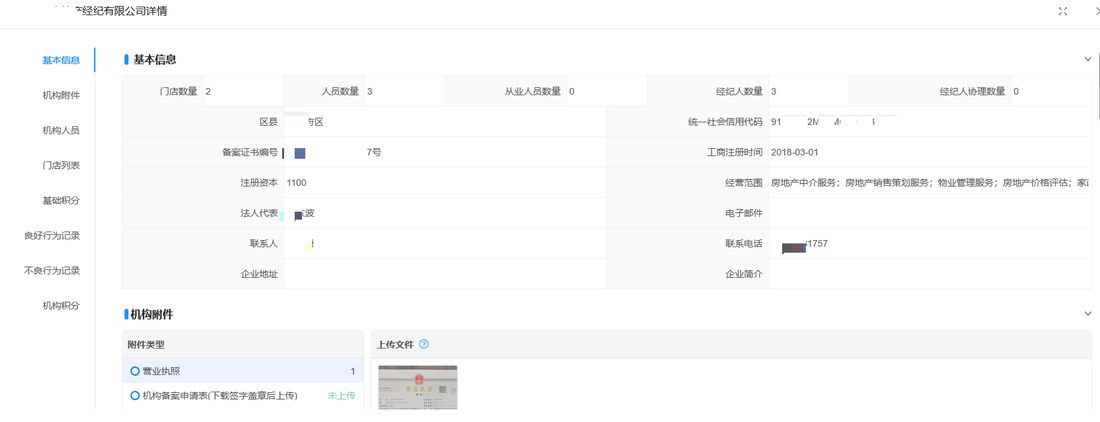 产经纪有限公司详情
基本信息
机构附件
机构人员
门店列表
基础积分
良好行为记录
不良行为记录
机构积分
基本信息
门店数量 2 人员数量 3 从业人员数量 0 经纪人数量 3 经纪人协理数量 0
区县 区 统一社会信用代码 91
备案证书编号 7号 工商注册时间 2018-03-01
注册资本 1100 经营范围 房地产中介服务；房地产销售策划服务；物业管理服务；房地产价格评估；家
法人代表 波 电子邮件
联系人 联系电话 1757
企业地址 企业简介
机构附件
附件类型 上传文件
营业执照 1
机构备案申请表(下载签字盖章后上传) 未上传
营业执照